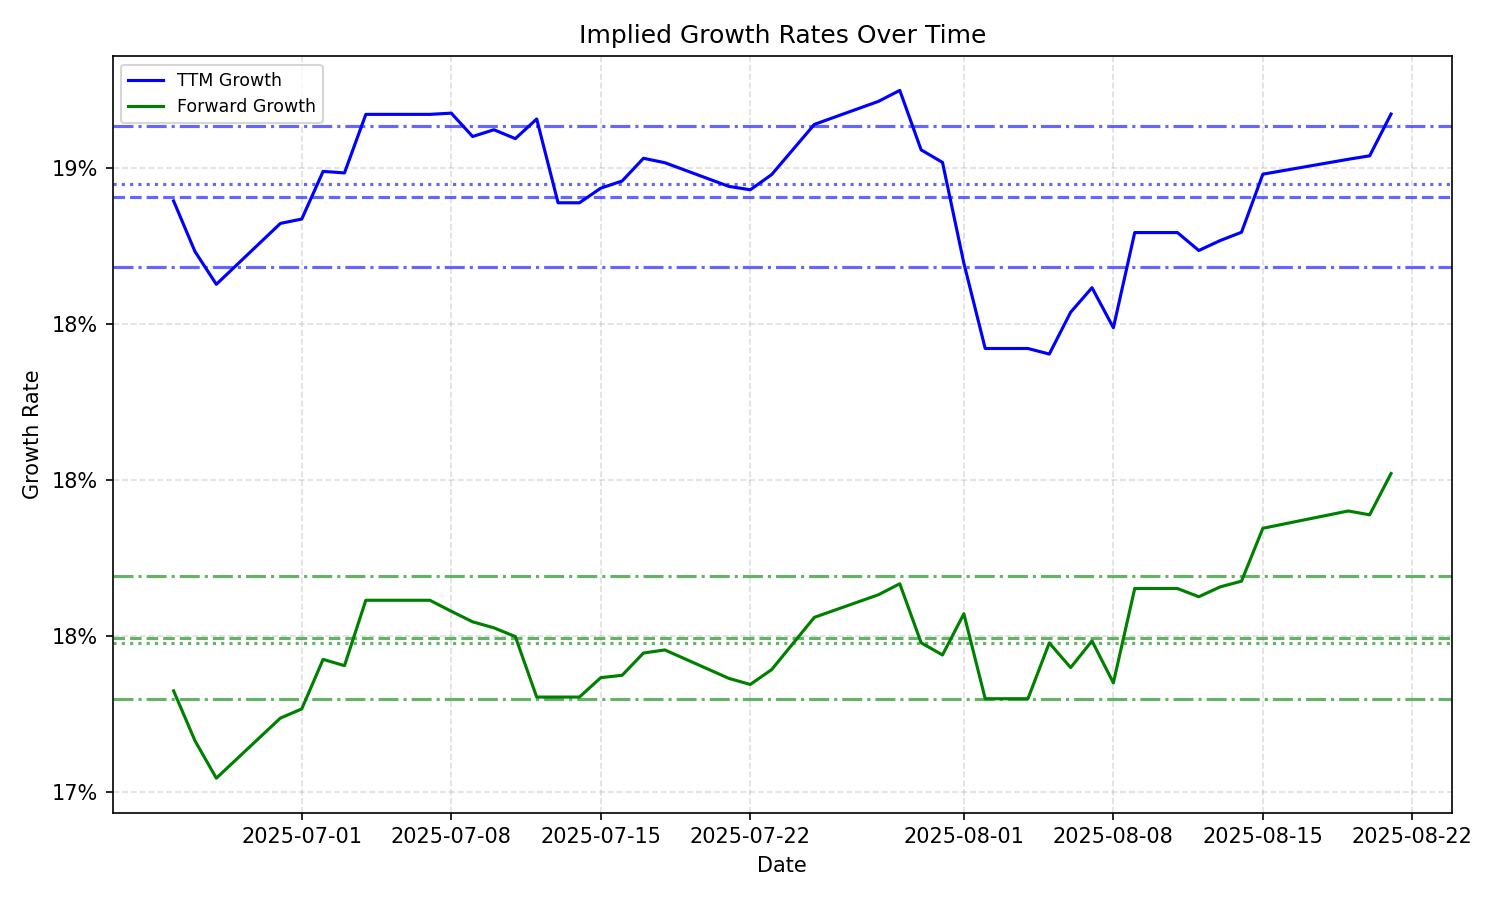 Implied Growth Rates Over Time
TTM Growth
Forward Growth
19%
18%
18%
18%
17%
Growth Rate
2025-07-01 2025-07-08 2025-07-15 2025-07-22 2025-08-01 2025-08-08 2025-08-15 2025-08-22
Date